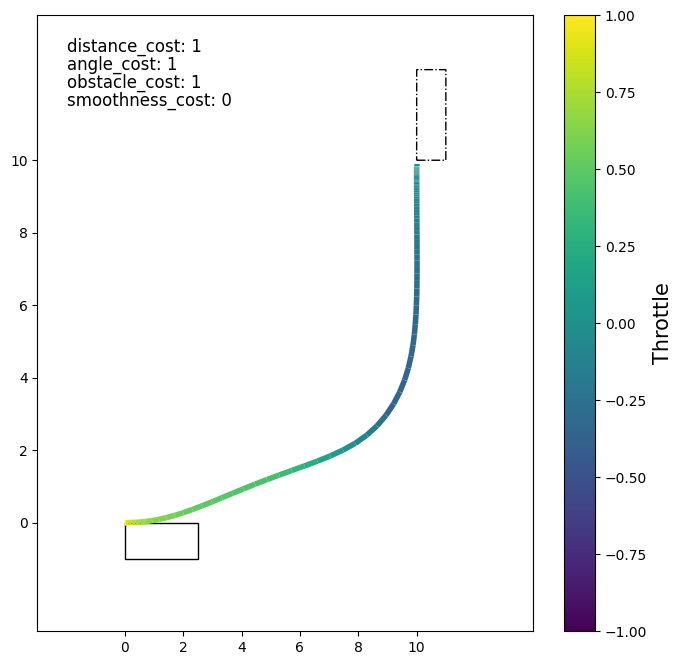 distance_cost: 1
angle_cost: 1
obstacle_cost: 1
smoothness_cost: 0
10
8
6
4
2
0
0 2 4 6 8 10
1.00
0.75
0.50
0.25
0.00
−0.25
−0.50
−0.75
−1.00
Throttle